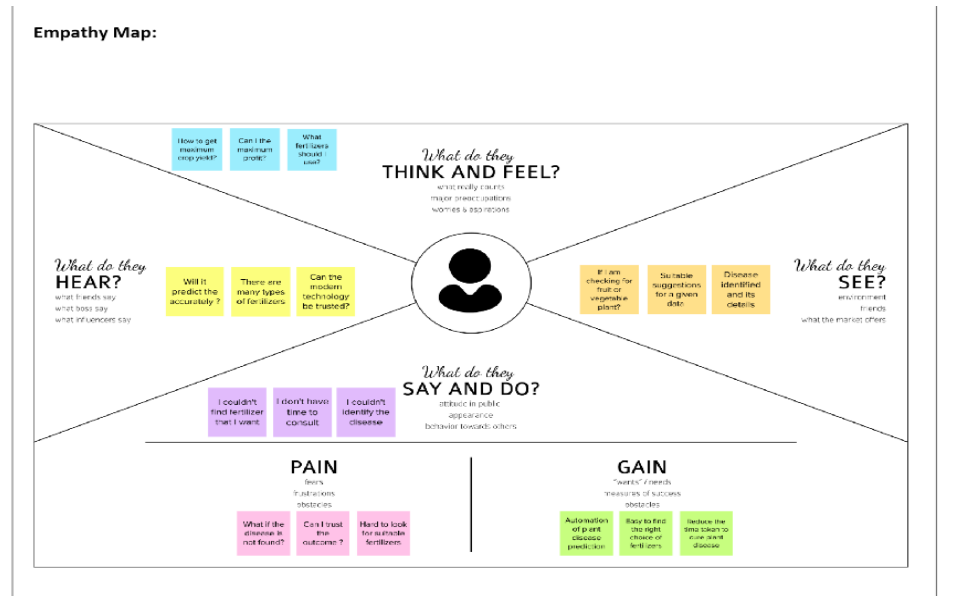 Empathy Map:
How to get
maximum
crop yield?
Can I the
maximum
profit?
What
fertilizers
should I
use?
What do they
THINK AND FEEL?
what really counts
major preoccupations
worries & aspirations
What do they
HEAR?
what friends say
what boss say
what influencers say
Will it
predict the
accurately ?
There are
many types
of fertilizers
Can the
modern
technology
be trusted?
If I am
checking for
fruit or
vegetable
plant?
Suitable
suggestions
for a given
data
Disease
identified
and its
details
What do they
SEE?
environment
friends
what the market offers
What do they
SAY AND DO?
attitude in public
appearance
behavior towards others
I couldn't
find fertilizer
that I want
I don't have
time to
consult
I couldn't
identify the
disease
PAIN
fears
frustrations
obstacles
What if the
disease is
not found?
Can I trust
the
outcome ?
Hard to look
for suitable
fertilizers
GAIN
"wants" / needs
measures of success
obstacles
Automation
of plant
disease
prediction
Easy to find
the right
choice of
fertilizers
Reduce the
time taken to
cure plant
disease